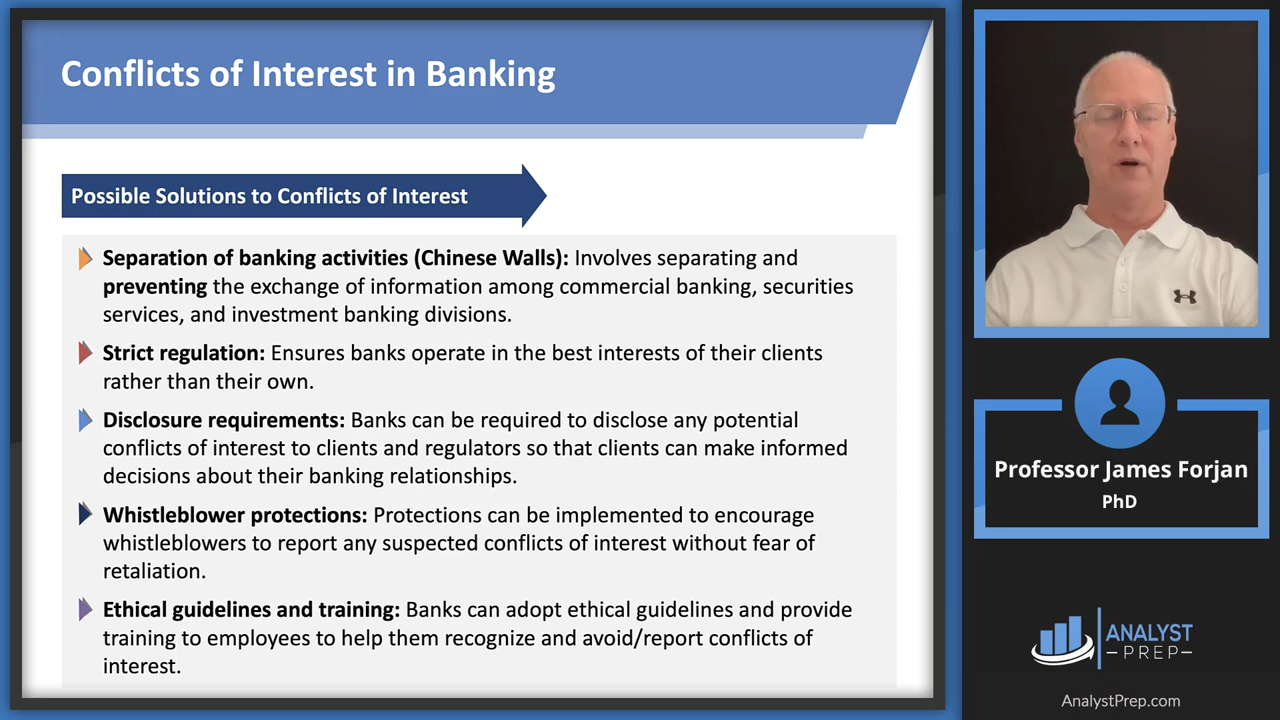 Conflicts of Interest in Banking
Possible Solutions to Conflicts of Interest
Separation of banking activities (Chinese Walls): Involves separating and
preventing the exchange of information among commercial banking, securities
services, and investment banking divisions.
Strict regulation: Ensures banks operate in the best interests of their clients
rather than their own.
Disclosure requirements: Banks can be required to disclose any potential
conflicts of interest to clients and regulators so that clients can make informed
decisions about their banking relationships.
Whistleblower protections: Protections can be implemented to encourage
whistleblowers to report any suspected conflicts of interest without fear of
retaliation.
Ethical guidelines and training: Banks can adopt ethical guidelines and provide
training to employees to help them recognize and avoid/report conflicts of
interest.
Professor James Forjan
PhD
ANALYST
PREP
AnalystPrep.com